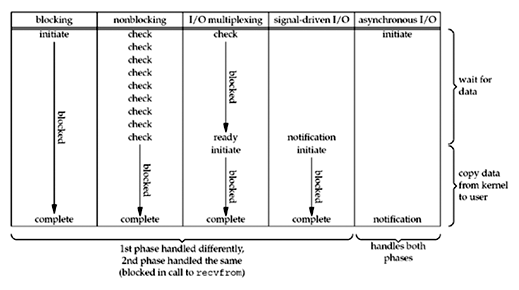 blocking nonblocking I/O multiplexing signal-driven I/O asynchronous I/O
initiate check check initiate
check
check
check
check
check
check
check
check ready notification
initiate initiate
blocked
blocked
blocked
blocked
blocked
complete complete complete complete notification
wait for
data
copy data
from kernel
to user
1st phase handled differently,
2nd phase handled the same
(blocked in call to recvfrom)
handles both
phases